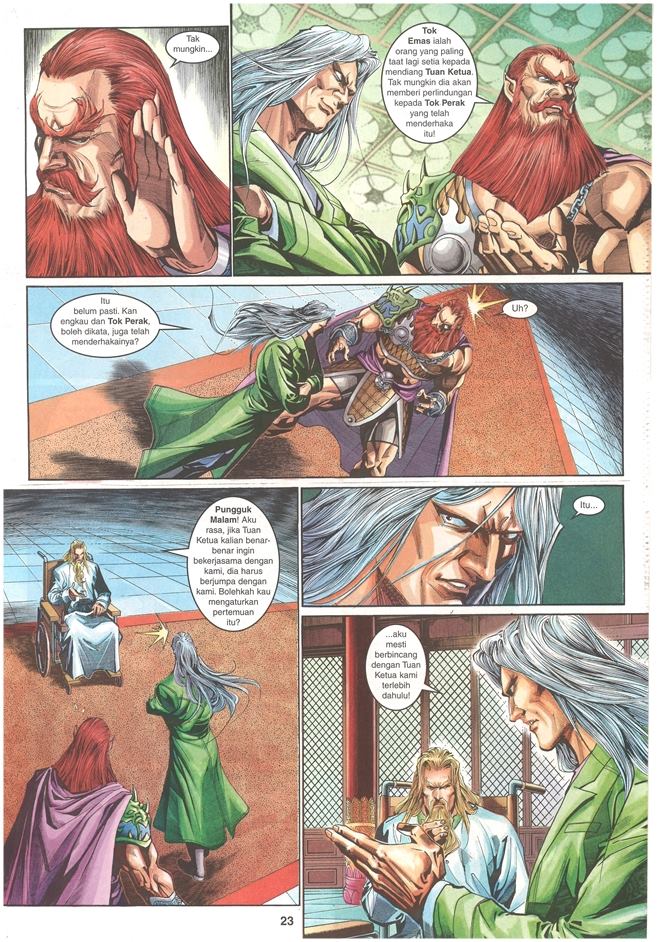 Tak
mungkin...
Tok
Emas ialah
orang yang paling
taat lagi setia kepada
mendiang Tuan Ketua.
Tak mungkin dia akan
memberi perlindungan
kepada Tok Perak
yang telah
menderhaka
itu!
Itu
belum pasti. Kan
engkau dan Tok Perak,
boleh dikata, juga telah
menderhakainya?
Uh?
Pungguk
Malam! Aku
rasa, jika Tuan
Ketua kalian benar-
benar ingin
bekerjasama dengan
kami, dia harus
berjumpa dengan
kami. Bolehkah kau
mengaturkan
pertemuan
itu?
Itu...
...aku
mesti
berbincang
dengan Tuan
Ketua kami
terlebih
dahulu!
23